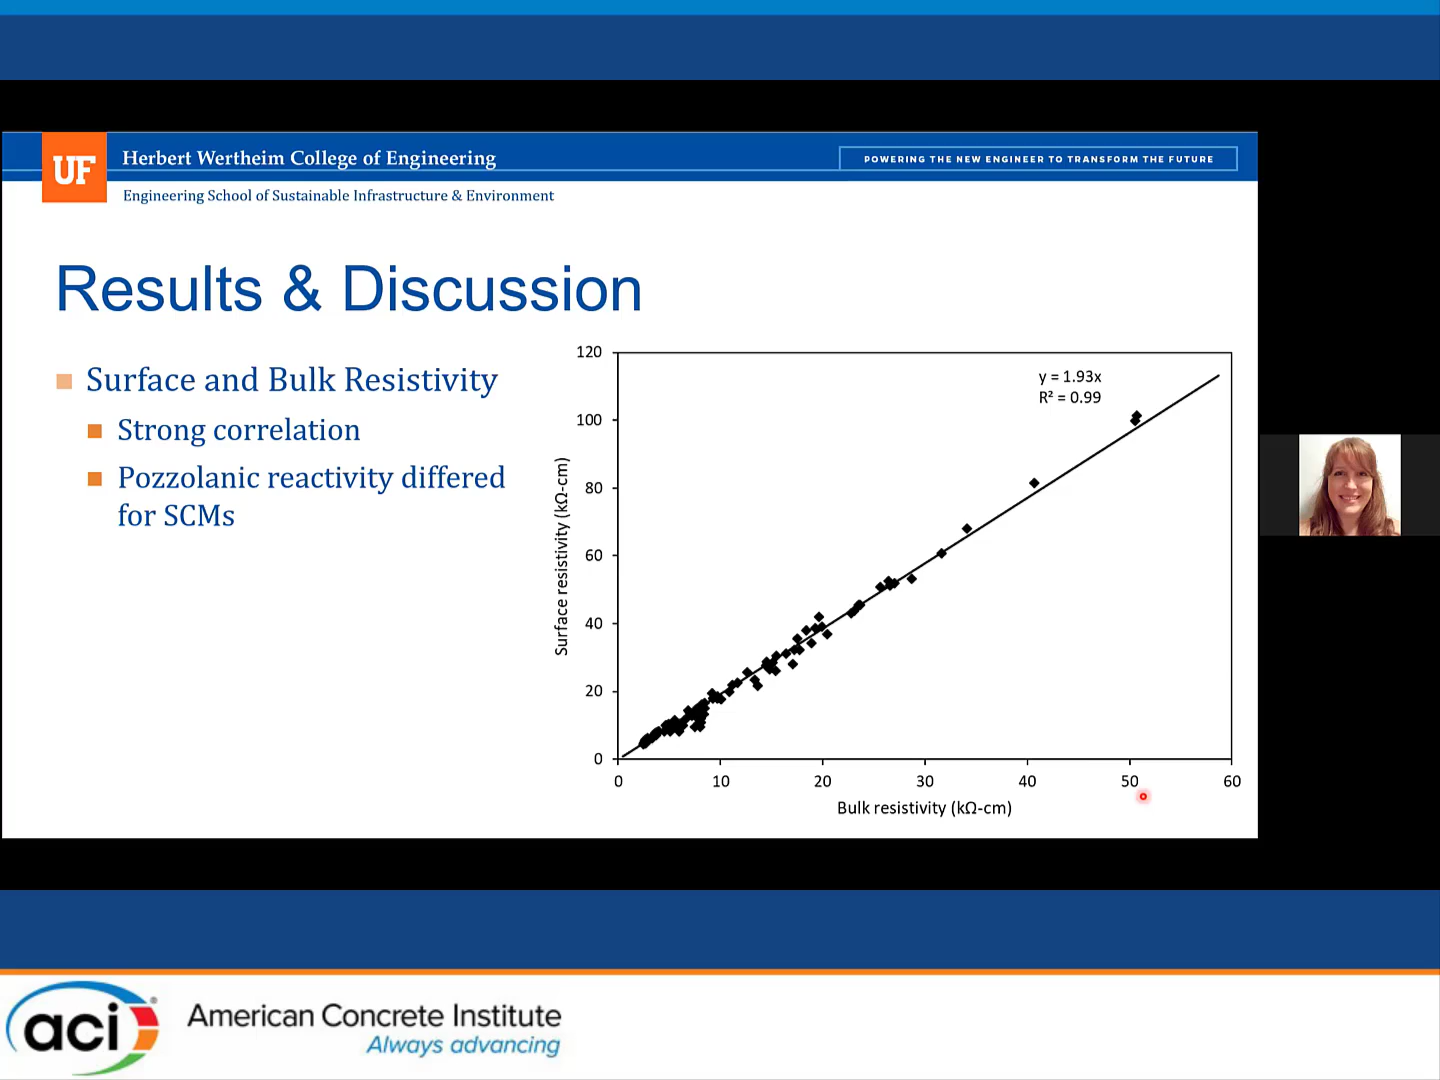 UF
Herbert Wertheim College of Engineering
POWERING THE NEW ENGINEER TO TRANSFORM THE FUTURE
Engineering School of Sustainable Infrastructure & Environment
Results & Discussion
Surface and Bulk Resistivity
Strong correlation
Pozzolanic reactivity differed
for SCMs
120
100
80
60
40
20
0
Surface resistivity (kΩ-cm)
y = 1.93x
R² = 0.99
0 10 20 30 40 50 60
Bulk resistivity (kΩ-cm)
aci®
American Concrete Institute
Always advancing